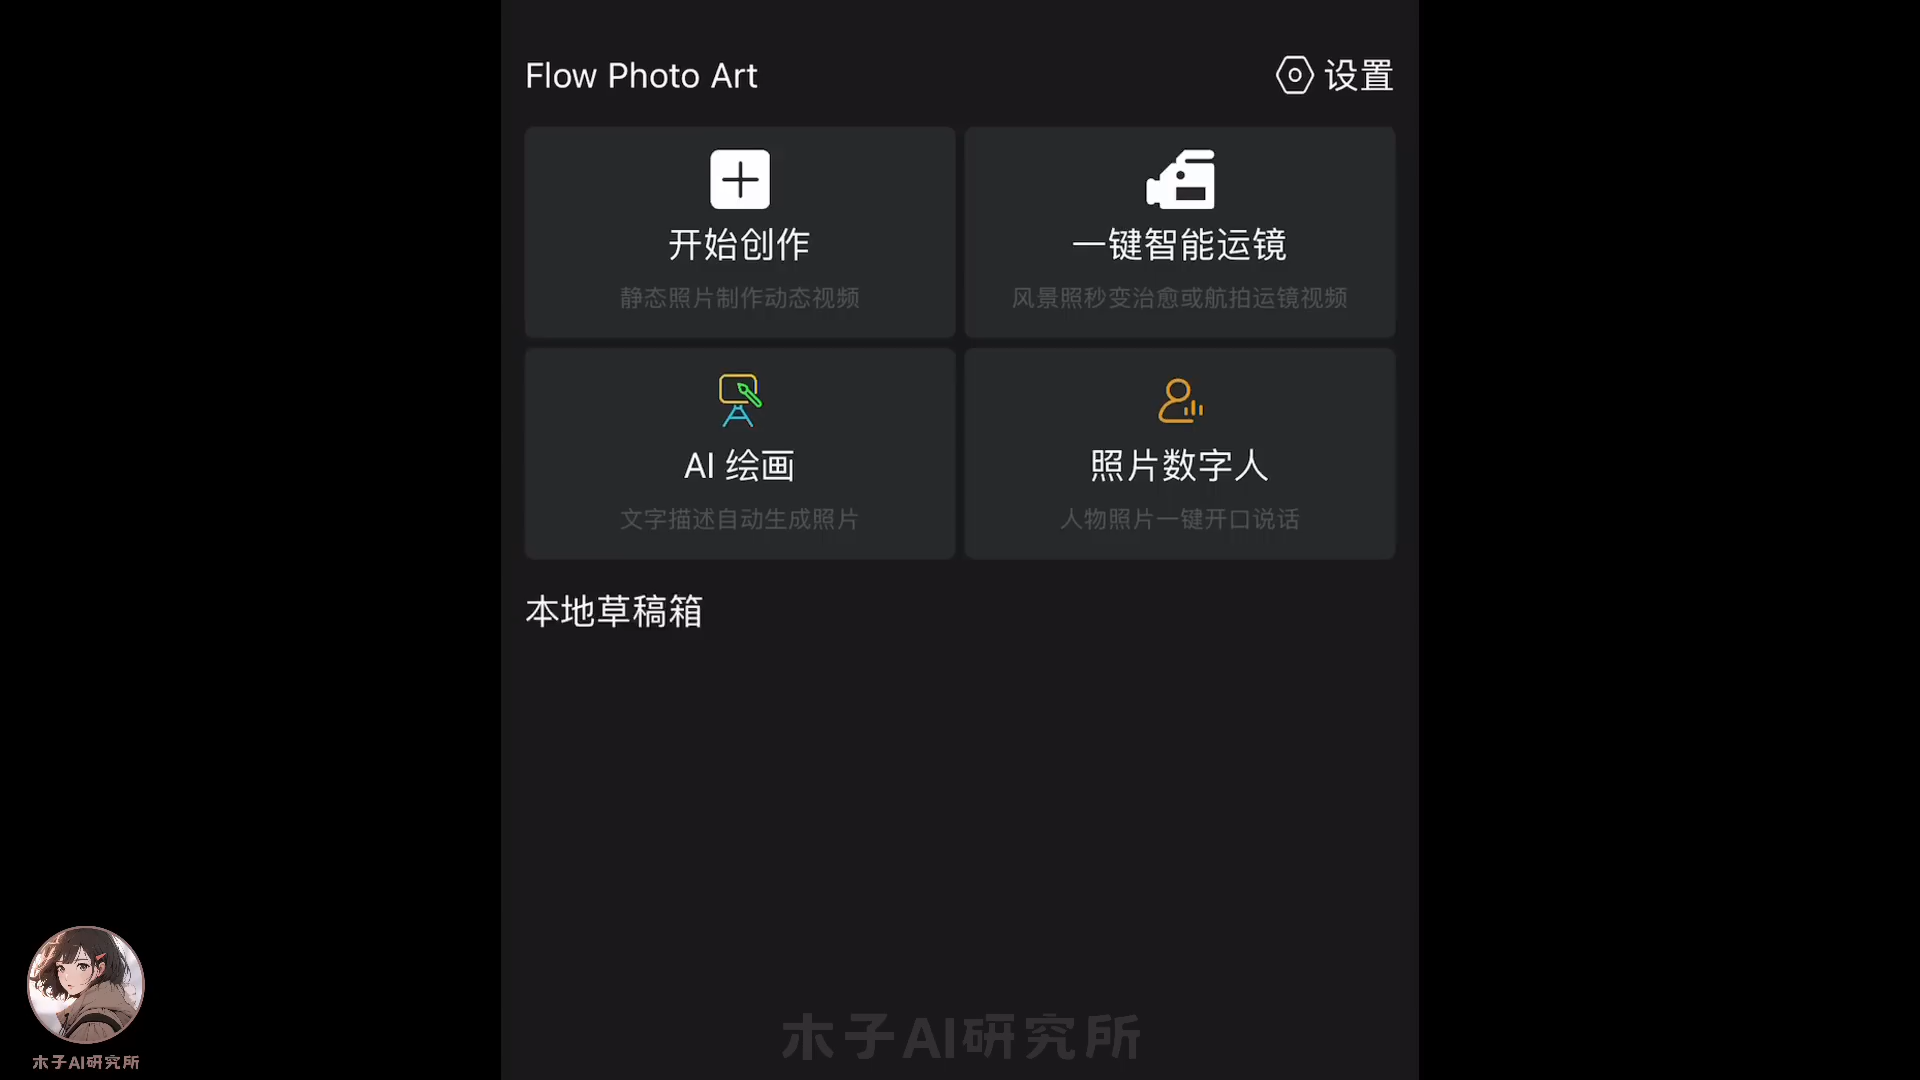 Flow Photo Art
设置
开始创作
静态照片制作动态视频
一键智能运镜
风景照秒变治愈或航拍运镜视频
AI 绘画
文字描述自动生成照片
照片数字人
人物照片一键开口说话
本地草稿箱
木子AI研究所
木子AI研究所